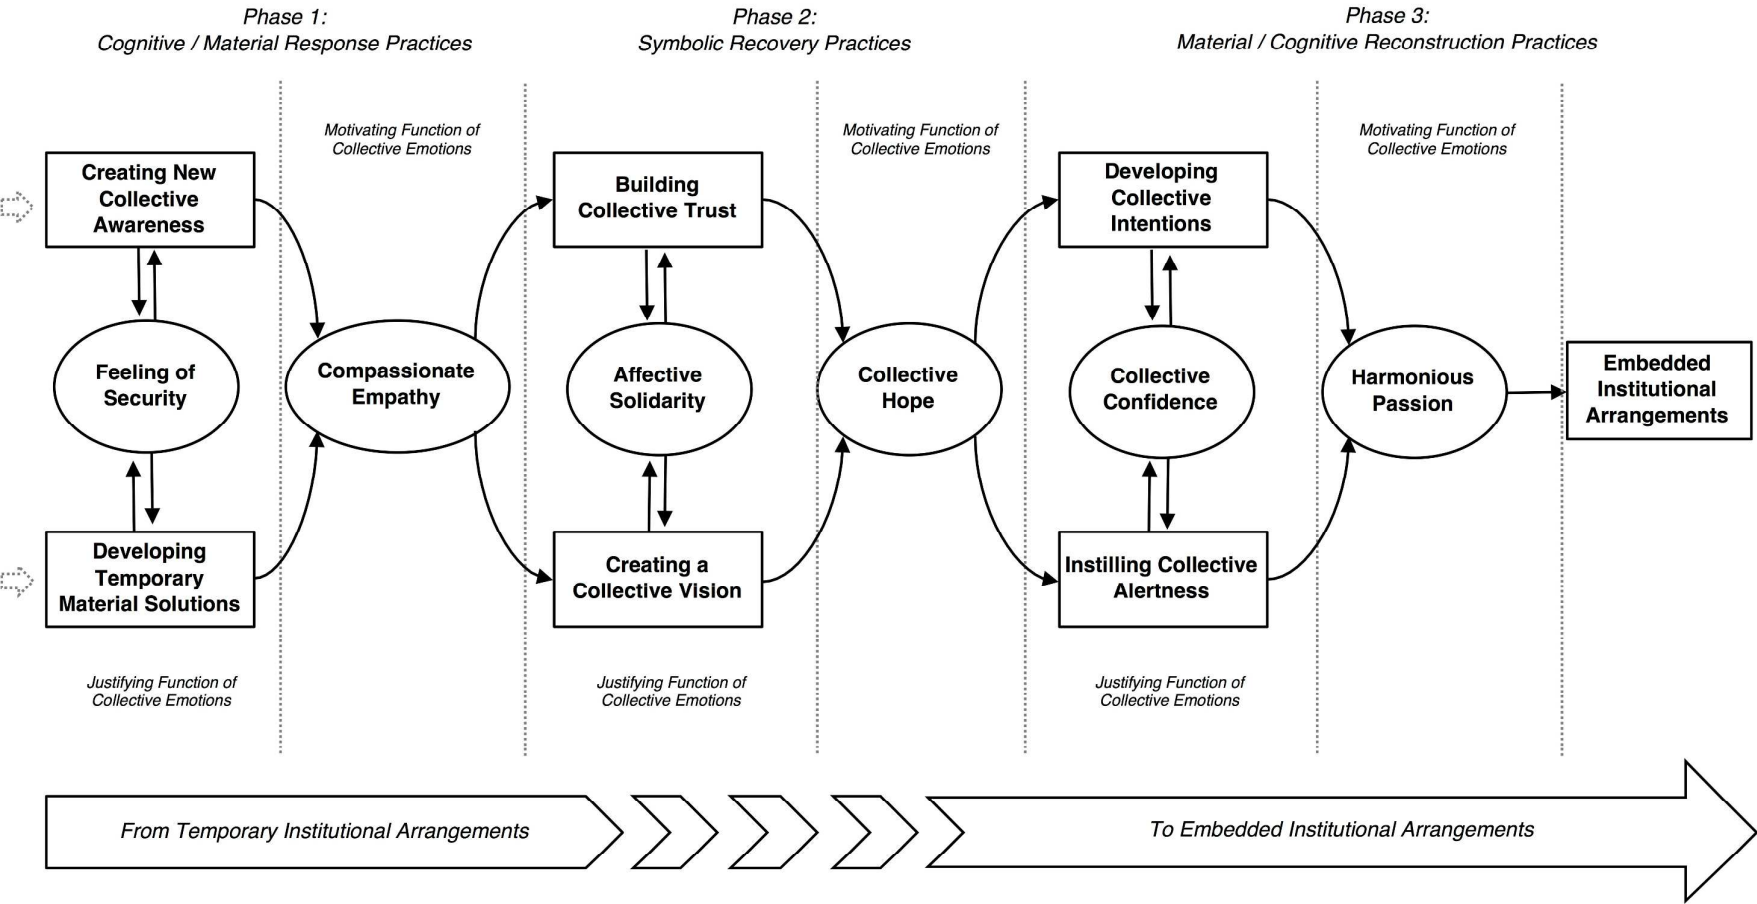 Phase 1:
Cognitive / Material Response Practices
Phase 2:
Symbolic Recovery Practices
Phase 3:
Material / Cognitive Reconstruction Practices
Motivating Function of
Collective Emotions
Motivating Function of
Collective Emotions
Motivating Function of
Collective Emotions
Creating New
Collective
Awareness
Building
Collective Trust
Developing
Collective
Intentions
Feeling of
Security
Compassionate
Empathy
Affective
Solidarity
Collective
Hope
Collective
Confidence
Harmonious
Passion
Embedded
Institutional
Arrangements
Developing
Temporary
Material Solutions
Creating a
Collective Vision
Instilling Collective
Alertness
Justifying Function of
Collective Emotions
Justifying Function of
Collective Emotions
Justifying Function of
Collective Emotions
From Temporary Institutional Arrangements
To Embedded Institutional Arrangements